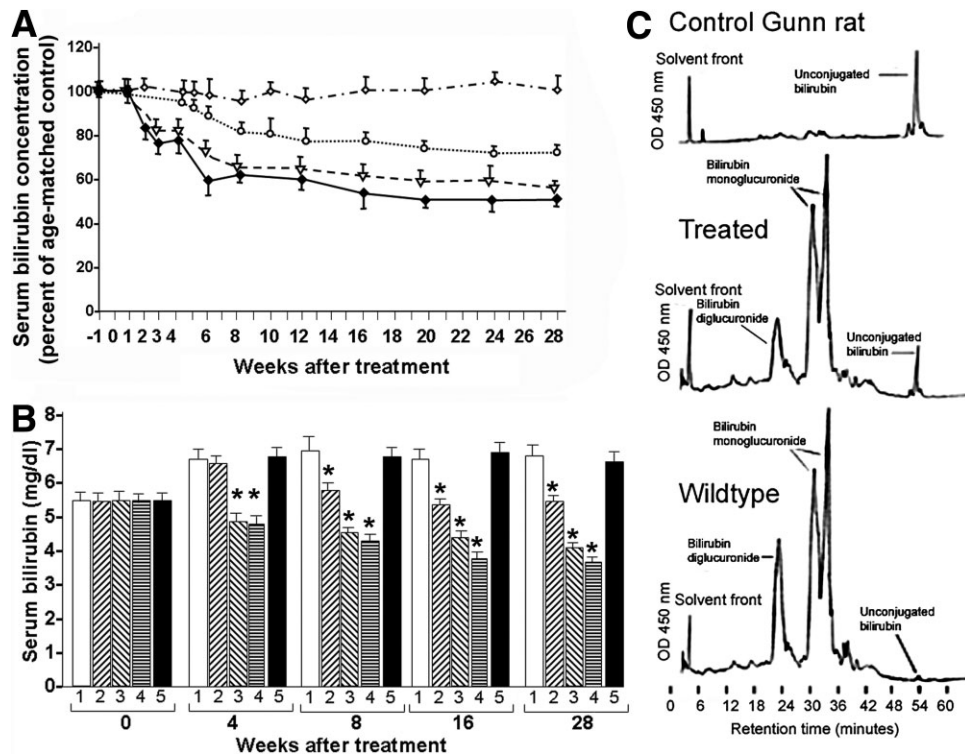 A
Serum bilirubin concentration
(percent of age-matched control)
120
100
80
60
40
20
0
-1 0 1 2 3 4 6 8 10 12 14 16 18 20 22 24 26 28
Weeks after treatment
B
Serum bilirubin (mg/dl)
8
7
6
5
4
3
2
1
0
* * * * * * * * * * *
1 2 3 4 5 1 2 3 4 5 1 2 3 4 5 1 2 3 4 5 1 2 3 4 5
0 4 8 16 28
Weeks after treatment
C Control Gunn rat
Solvent front
Unconjugated
bilirubin
OD 450 nm
Bilirubin
monoglucuronide
Treated
Solvent front
Bilirubin
diglucuronide
Unconjugated
bilirubin
OD 450 nm
Bilirubin
monoglucuronide
Wildtype
Bilirubin
diglucuronide
Solvent front
Unconjugated
bilirubin
OD 450 nm
0 6 12 18 24 30 36 42 48 54 60
Retention time (minutes)